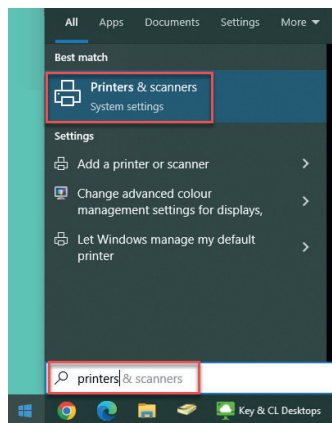 All Apps Documents Settings More
Best match
Printers & scanners
System settings
Settings
Add a printer or scanner
Change advanced colour
management settings for displays,
Let Windows manage my default
printer
printers & scanners
Key & CL Desktops